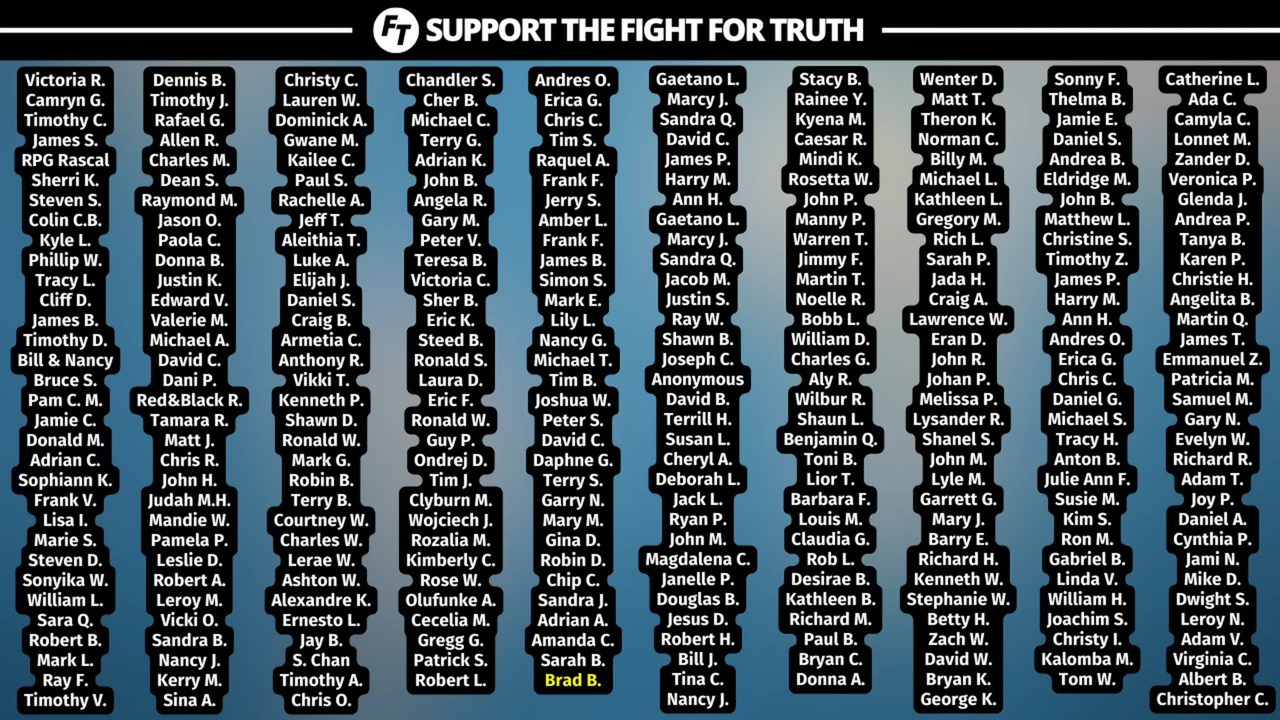 FT SUPPORT THE FIGHT FOR TRUTH
Victoria R.
Camryn G.
Timothy C.
James S.
RPG Rascal
Sherri K.
Steven S.
Colin C.B.
Kyle L.
Phillip W.
Tracy L.
Cliff D.
James B.
Timothy D.
Bill & Nancy
Bruce S.
Pam C. M.
Jamie C.
Donald M.
Adrian C.
Sophiann K.
Frank V.
Lisa I.
Marie S.
Steven D.
Sonyika W.
William L.
Sara Q.
Robert B.
Mark L.
Ray F.
Timothy V.
Dennis B.
Timothy J.
Rafael G.
Allen R.
Charles M.
Dean S.
Raymond M.
Jason O.
Paola C.
Donna B.
Justin K.
Edward V.
Valerie M.
Michael A.
David C.
Dani P.
Red&Black R.
Tamara R.
Matt J.
Chris R.
John H.
Judah M.H.
Mandie W.
Pamela P.
Leslie D.
Robert A.
Leroy M.
Vicki O.
Sandra B.
Nancy J.
Kerry M.
Sina A.
Christy C.
Lauren W.
Dominick A.
Gwane M.
Kailee C.
Paul S.
Rachelle A.
Jeff T.
Aleithia T.
Luke A.
Elijah J.
Daniel S.
Craig B.
Armetia C.
Anthony R.
Vikki T.
Kenneth P.
Shawn D.
Ronald W.
Mark G.
Robin B.
Terry B.
Courtney W.
Charles W.
Lerae W.
Ashton W.
Alexandre K.
Ernesto L.
Jay B.
S. Chan
Timothy A.
Chris O.
Chandler S.
Cher B.
Michael C.
Terry G.
Adrian K.
John B.
Angela R.
Gary M.
Peter V.
Teresa B.
Victoria C.
Sher B.
Eric K.
Steed B.
Ronald S.
Laura D.
Eric F.
Ronald W.
Guy P.
Ondrej D.
Tim J.
Clyburn M.
Wojciech J.
Rozalia M.
Kimberly C.
Rose W.
Olufunke A.
Cecelia M.
Gregg G.
Patrick S.
Robert L.
Andres O.
Erica G.
Chris C.
Tim S.
Raquel A.
Frank F.
Jerry S.
Amber L.
Frank F.
James B.
Simon S.
Mark E.
Lily L.
Nancy G.
Michael T.
Tim B.
Joshua W.
Peter S.
David C.
Daphne G.
Terry S.
Garry N.
Mary M.
Gina D.
Robin D.
Chip C.
Sandra J.
Adrian A.
Amanda C.
Sarah B.
Brad B.
Gaetano L.
Marcy J.
Sandra Q.
David C.
James P.
Harry M.
Ann H.
Gaetano L.
Marcy J.
Sandra Q.
Jacob M.
Justin S.
Ray W.
Shawn B.
Joseph C.
Anonymous
David B.
Terrill H.
Susan L.
Cheryl A.
Deborah L.
Jack L.
Ryan P.
John M.
Magdalena C.
Janelle P.
Douglas B.
Jesus D.
Robert H.
Bill J.
Tina C.
Nancy J.
Stacy B.
Rainee Y.
Kyena M.
Caesar R.
Mindi K.
Rosetta W.
John P.
Manny P.
Warren T.
Jimmy F.
Martin T.
Noelle R.
Bobb L.
William D.
Charles G.
Aly R.
Wilbur R.
Shaun L.
Benjamin Q.
Toni B.
Lior T.
Barbara F.
Louis M.
Claudia G.
Rob L.
Desirae B.
Kathleen B.
Richard M.
Paul B.
Bryan C.
Donna A.
Wenter D.
Matt T.
Theron K.
Norman C.
Billy M.
Michael L.
Kathleen L.
Gregory M.
Rich L.
Sarah P.
Jada H.
Craig A.
Lawrence W.
Eran D.
John R.
Johan P.
Melissa P.
Lysander R.
Shanel S.
John M.
Lyle M.
Garrett G.
Mary J.
Barry E.
Richard H.
Kenneth W.
Stephanie W.
Betty H.
Zach W.
David W.
Bryan K.
George K.
Sonny F.
Thelma B.
Jamie E.
Daniel S.
Andrea B.
Eldridge M.
John B.
Matthew L.
Christine S.
Timothy Z.
James P.
Harry M.
Ann H.
Andres O.
Erica G.
Chris C.
Daniel G.
Michael S.
Tracy H.
Anton B.
Julie Ann F.
Susie M.
Kim S.
Ron M.
Gabriel B.
Linda V.
William H.
Joachim S.
Christy I.
Kalomba M.
Tom W.
Catherine L.
Ada C.
Camyla C.
Lonnet M.
Zander D.
Veronica P.
Glenda J.
Andrea P.
Tanya B.
Karen P.
Christie H.
Angelita B.
Martin Q.
James T.
Emmanuel Z.
Patricia M.
Samuel M.
Gary N.
Evelyn W.
Richard R.
Adam T.
Joy P.
Daniel A.
Cynthia P.
Jami N.
Mike D.
Dwight S.
Leroy N.
Adam V.
Virginia C.
Albert B.
Christopher C.